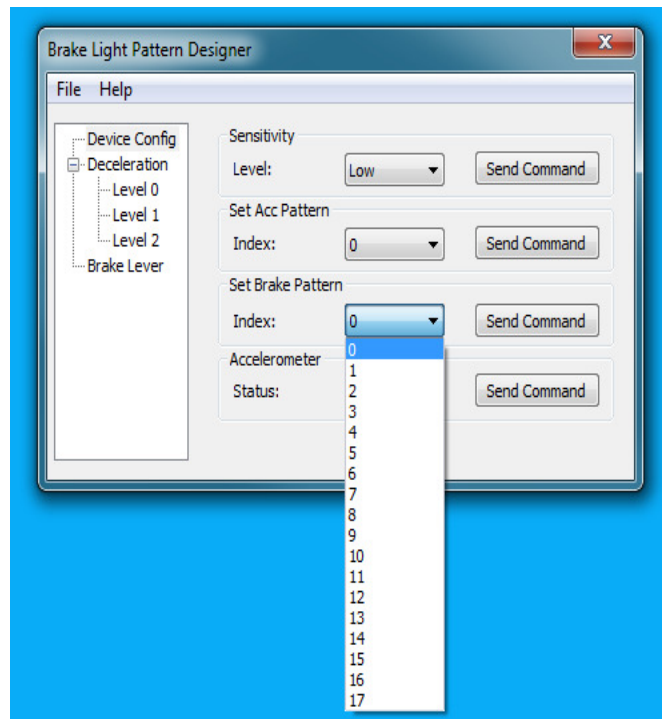 Brake Light Pattern Designer
X
File Help
Device Config
Deceleration
Level 0
Level 1
Level 2
Brake Lever
Sensitivity
Level: Low Send Command
Set Acc Pattern
Index: 0 Send Command
Set Brake Pattern
Index: 0 Send Command
Accelerometer
Status: Send Command
0
1
2
3
4
5
6
7
8
9
10
11
12
13
14
15
16
17